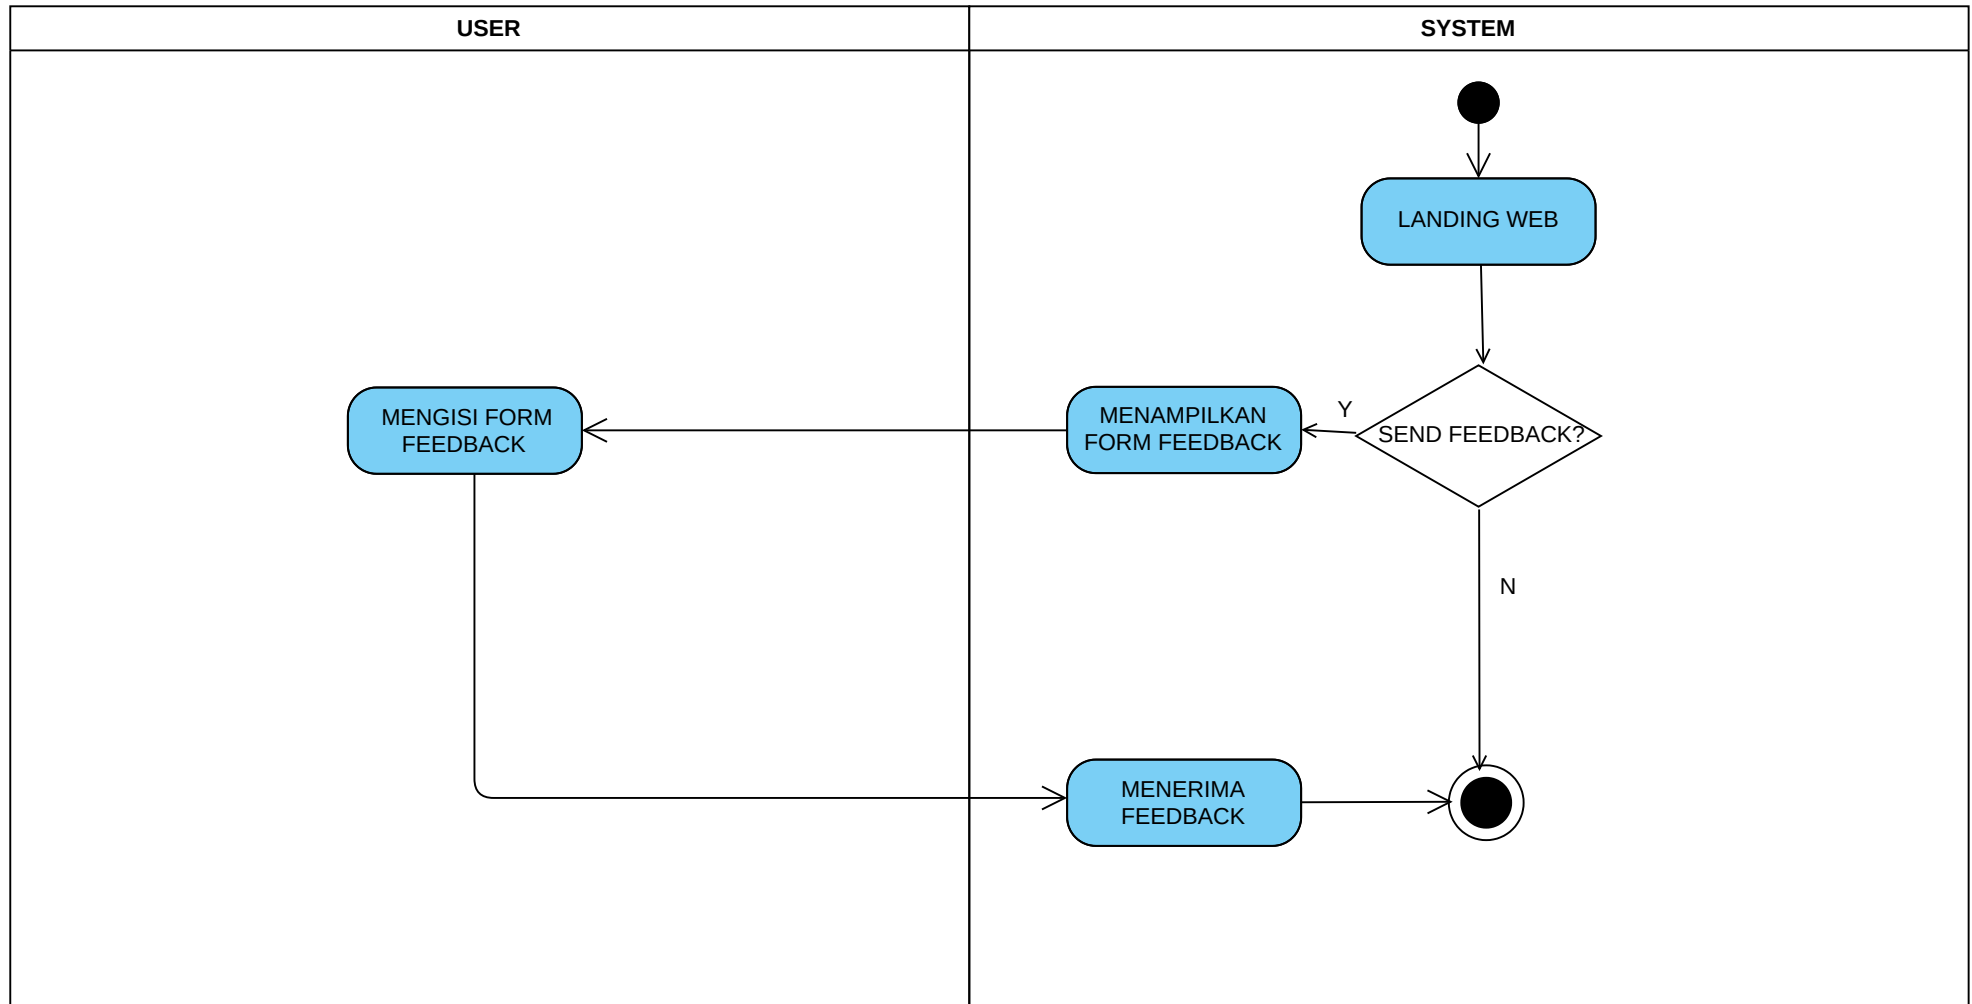 USER
SYSTEM
LANDING WEB
MENGISI FORM
FEEDBACK
MENAMPILKAN
FORM FEEDBACK
Y
SEND FEEDBACK?
N
MENERIMA
FEEDBACK